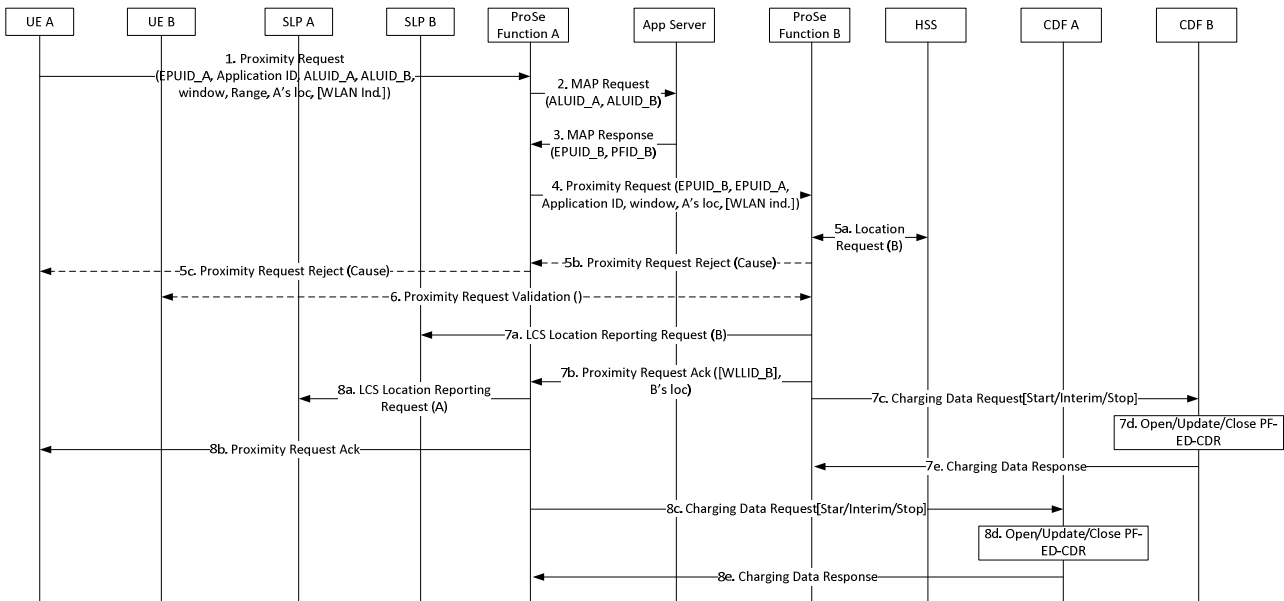 UE A
UE B
SLP A
SLP B
ProSe
Function A
App Server
ProSe
Function B
HSS
CDF A
CDF B
1. Proximity Request
(EPUID_A, Application ID, ALUID_A, ALUID_B,
window, Range, A's loc, [WLAN Ind.])
2. MAP Request
(ALUID_A, ALUID_B)
3. MAP Response
(EPUID_B, PFID_B)
4. Proximity Request (EPUID_B, EPUID_A,
Application ID, window, A's loc, [WLAN ind.])
5a. Location
Request (B)
5b. Proximity Request Reject (Cause)
5c. Proximity Request Reject (Cause)
6. Proximity Request Validation ()
7a. LCS Location Reporting Request (B)
7b. Proximity Request Ack ([WLLID_B],
B's loc)
8a. LCS Location Reporting
Request (A)
7c. Charging Data Request[Start/Interim/Stop]
7d. Open/Update/Close PF-
ED-CDR
8b. Proximity Request Ack
7e. Charging Data Response
8c. Charging Data Request[Star/Interim/Stop]
8d. Open/Update/Close PF-
ED-CDR
8e. Charging Data Response